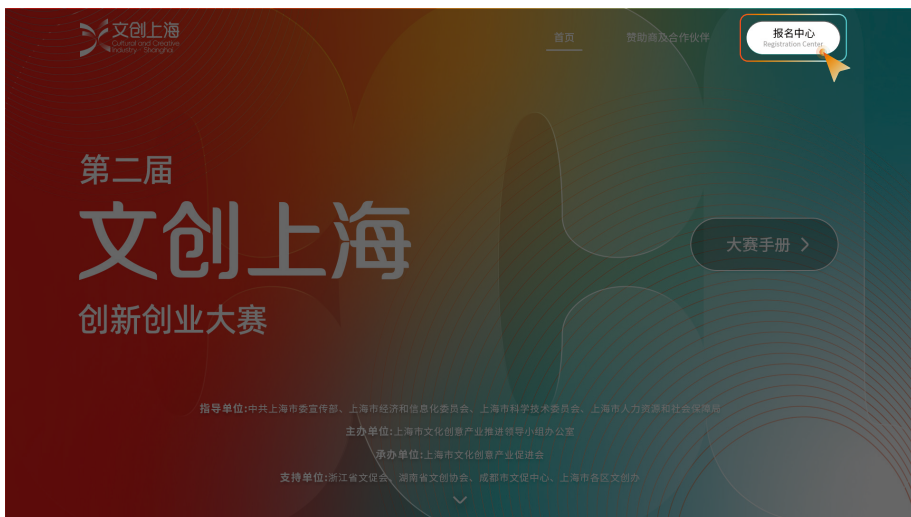 文创上海
Cultural and Creative
Industry · Shanghai
首页
赞助商及合作伙伴
报名中心
Registration Center
第二届
文创上海
创新创业大赛
大赛手册
指导单位:中共上海市委宣传部、上海市经济和信息化委员会、上海市科学技术委员会、上海市人力资源和社会保障局
主办单位:上海市文化创意产业推进领导小组办公室
承办单位:上海市文化创意产业促进会
支持单位:浙江省文促会、湖南省文创协会、成都市文促中心、上海市各区文创办